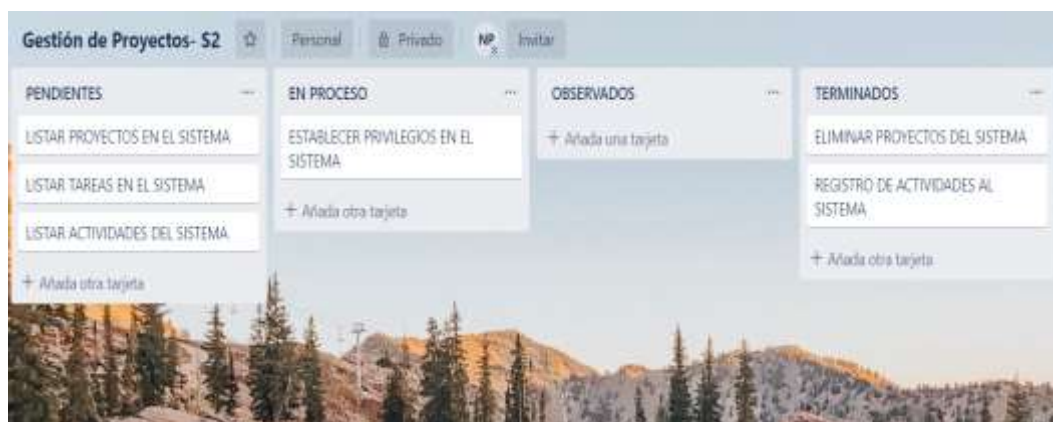 Gestión de Proyectos- S2
Personal
Privado
NP
Invitar
PENDIENTES
LISTAR PROYECTOS EN EL SISTEMA
LISTAR TAREAS EN EL SISTEMA
LISTAR ACTIVIDADES DEL SISTEMA
+ Añada otra tarjeta
EN PROCESO
ESTABLECER PRIVILEGIOS EN EL
SISTEMA
+ Añada otra tarjeta
OBSERVADOS
+ Añada una tarjeta
TERMINADOS
ELIMINAR PROYECTOS DEL SISTEMA
REGISTRO DE ACTIVIDADES AL
SISTEMA
+ Añada otra tarjeta